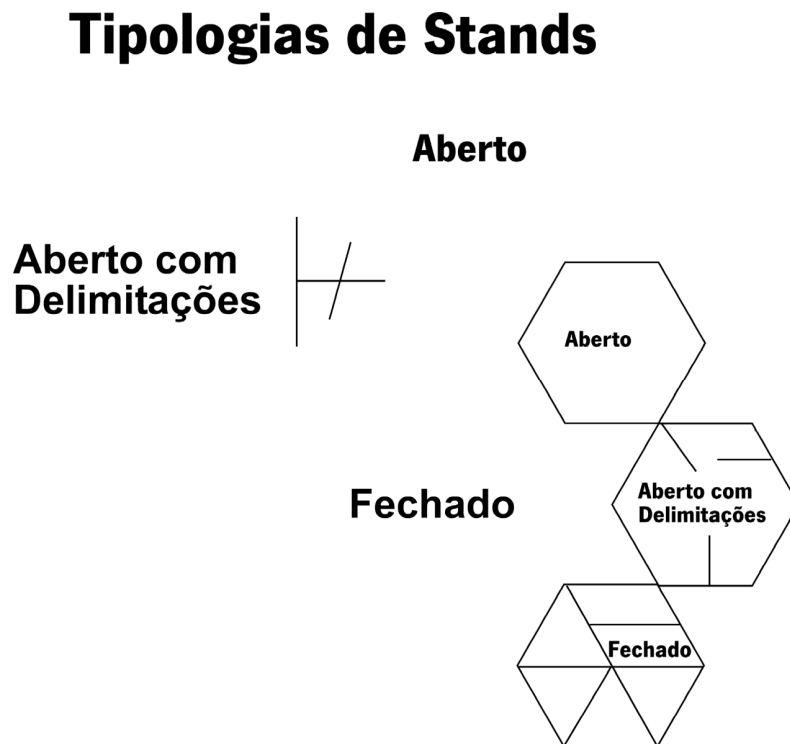 Tipologias de Stands
Aberto
Aberto com
Delimitações
Aberto
Fechado
Aberto com
Delimitações
Fechado